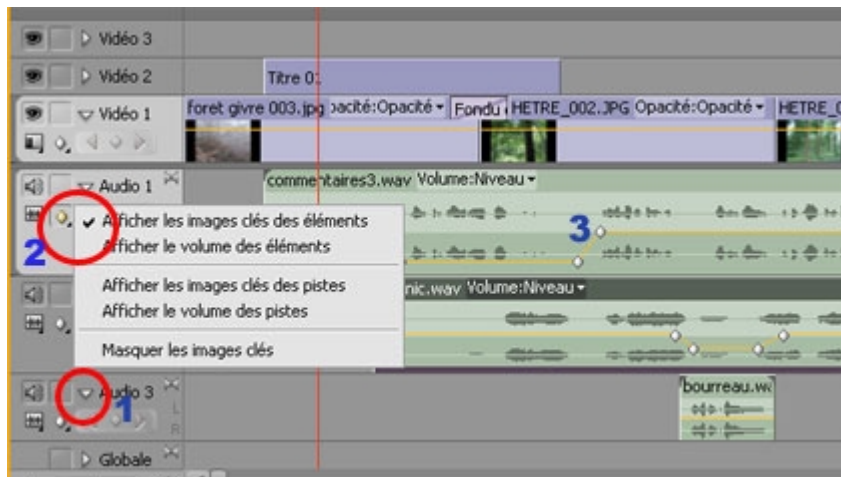 Vidéo 3
Vidéo 2
Titre 01
Vidéo 1
foret givre 003.jpg pacité:Opacité
Fondu
HETRE_002.JPG Opacité:Opacité
HETRE_0
Audio 1
commentaires3.wav Volume:Niveau
2
Afficher les images clés des éléments
Afficher le volume des éléments
Afficher les images clés des pistes
Afficher le volume des pistes
Masquer les images clés
3
nic.wav Volume:Niveau
Audio 3
1
L
R
bourreau.wa
Globale